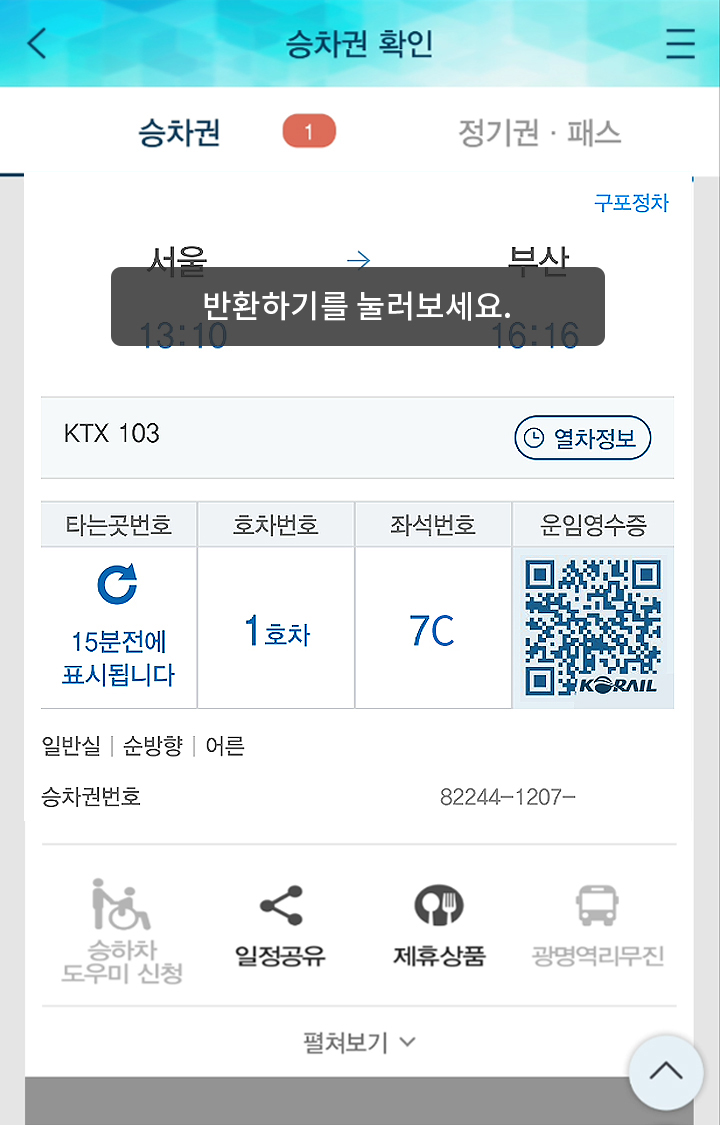 승차권 확인
승차권 1 정기권 · 패스
구포정차
서울 → 부산
반환하기를 눌러보세요.
13:10 16:16
KTX 103 열차정보
타는곳번호 호차번호 좌석번호 운임영수증
15분전에
표시됩니다
1호차
7C
KORAIL
일반실 | 순방향 | 어른
승차권번호 82244-1207-
승하차
도우미 신청
일정공유
제휴상품
광명역리무진
펼쳐보기